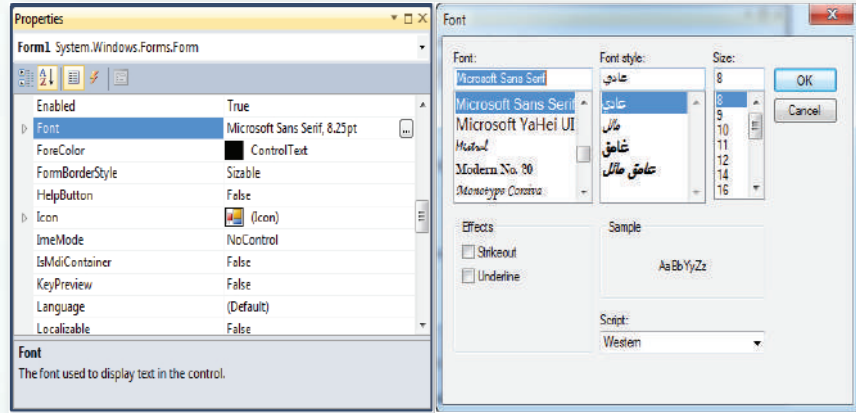 Properties
Form1 System.Windows.Forms.Form
Enabled True
Font Microsoft Sans Serif, 8.25pt ...
ForeColor ControlText
FormBorderStyle Sizable
HelpButton False
Icon (Icon)
ImeMode NoControl
IsMdiContainer False
KeyPreview False
Language (Default)
Localizable False
Font
The font used to display text in the control.
Font
Font: Font style: Size:
Microsoft Sans Serif عادي 8 OK
Microsoft Sans Serif عادي 8 Cancel
Microsoft YaHei UI مائل 9
Mistral غامق 10
Modern No. 20 غامق مائل 11
Monotype Corsiva 12
14
16
Effects Sample
Strikeout
Underline AaBbYyZz
Script:
Western